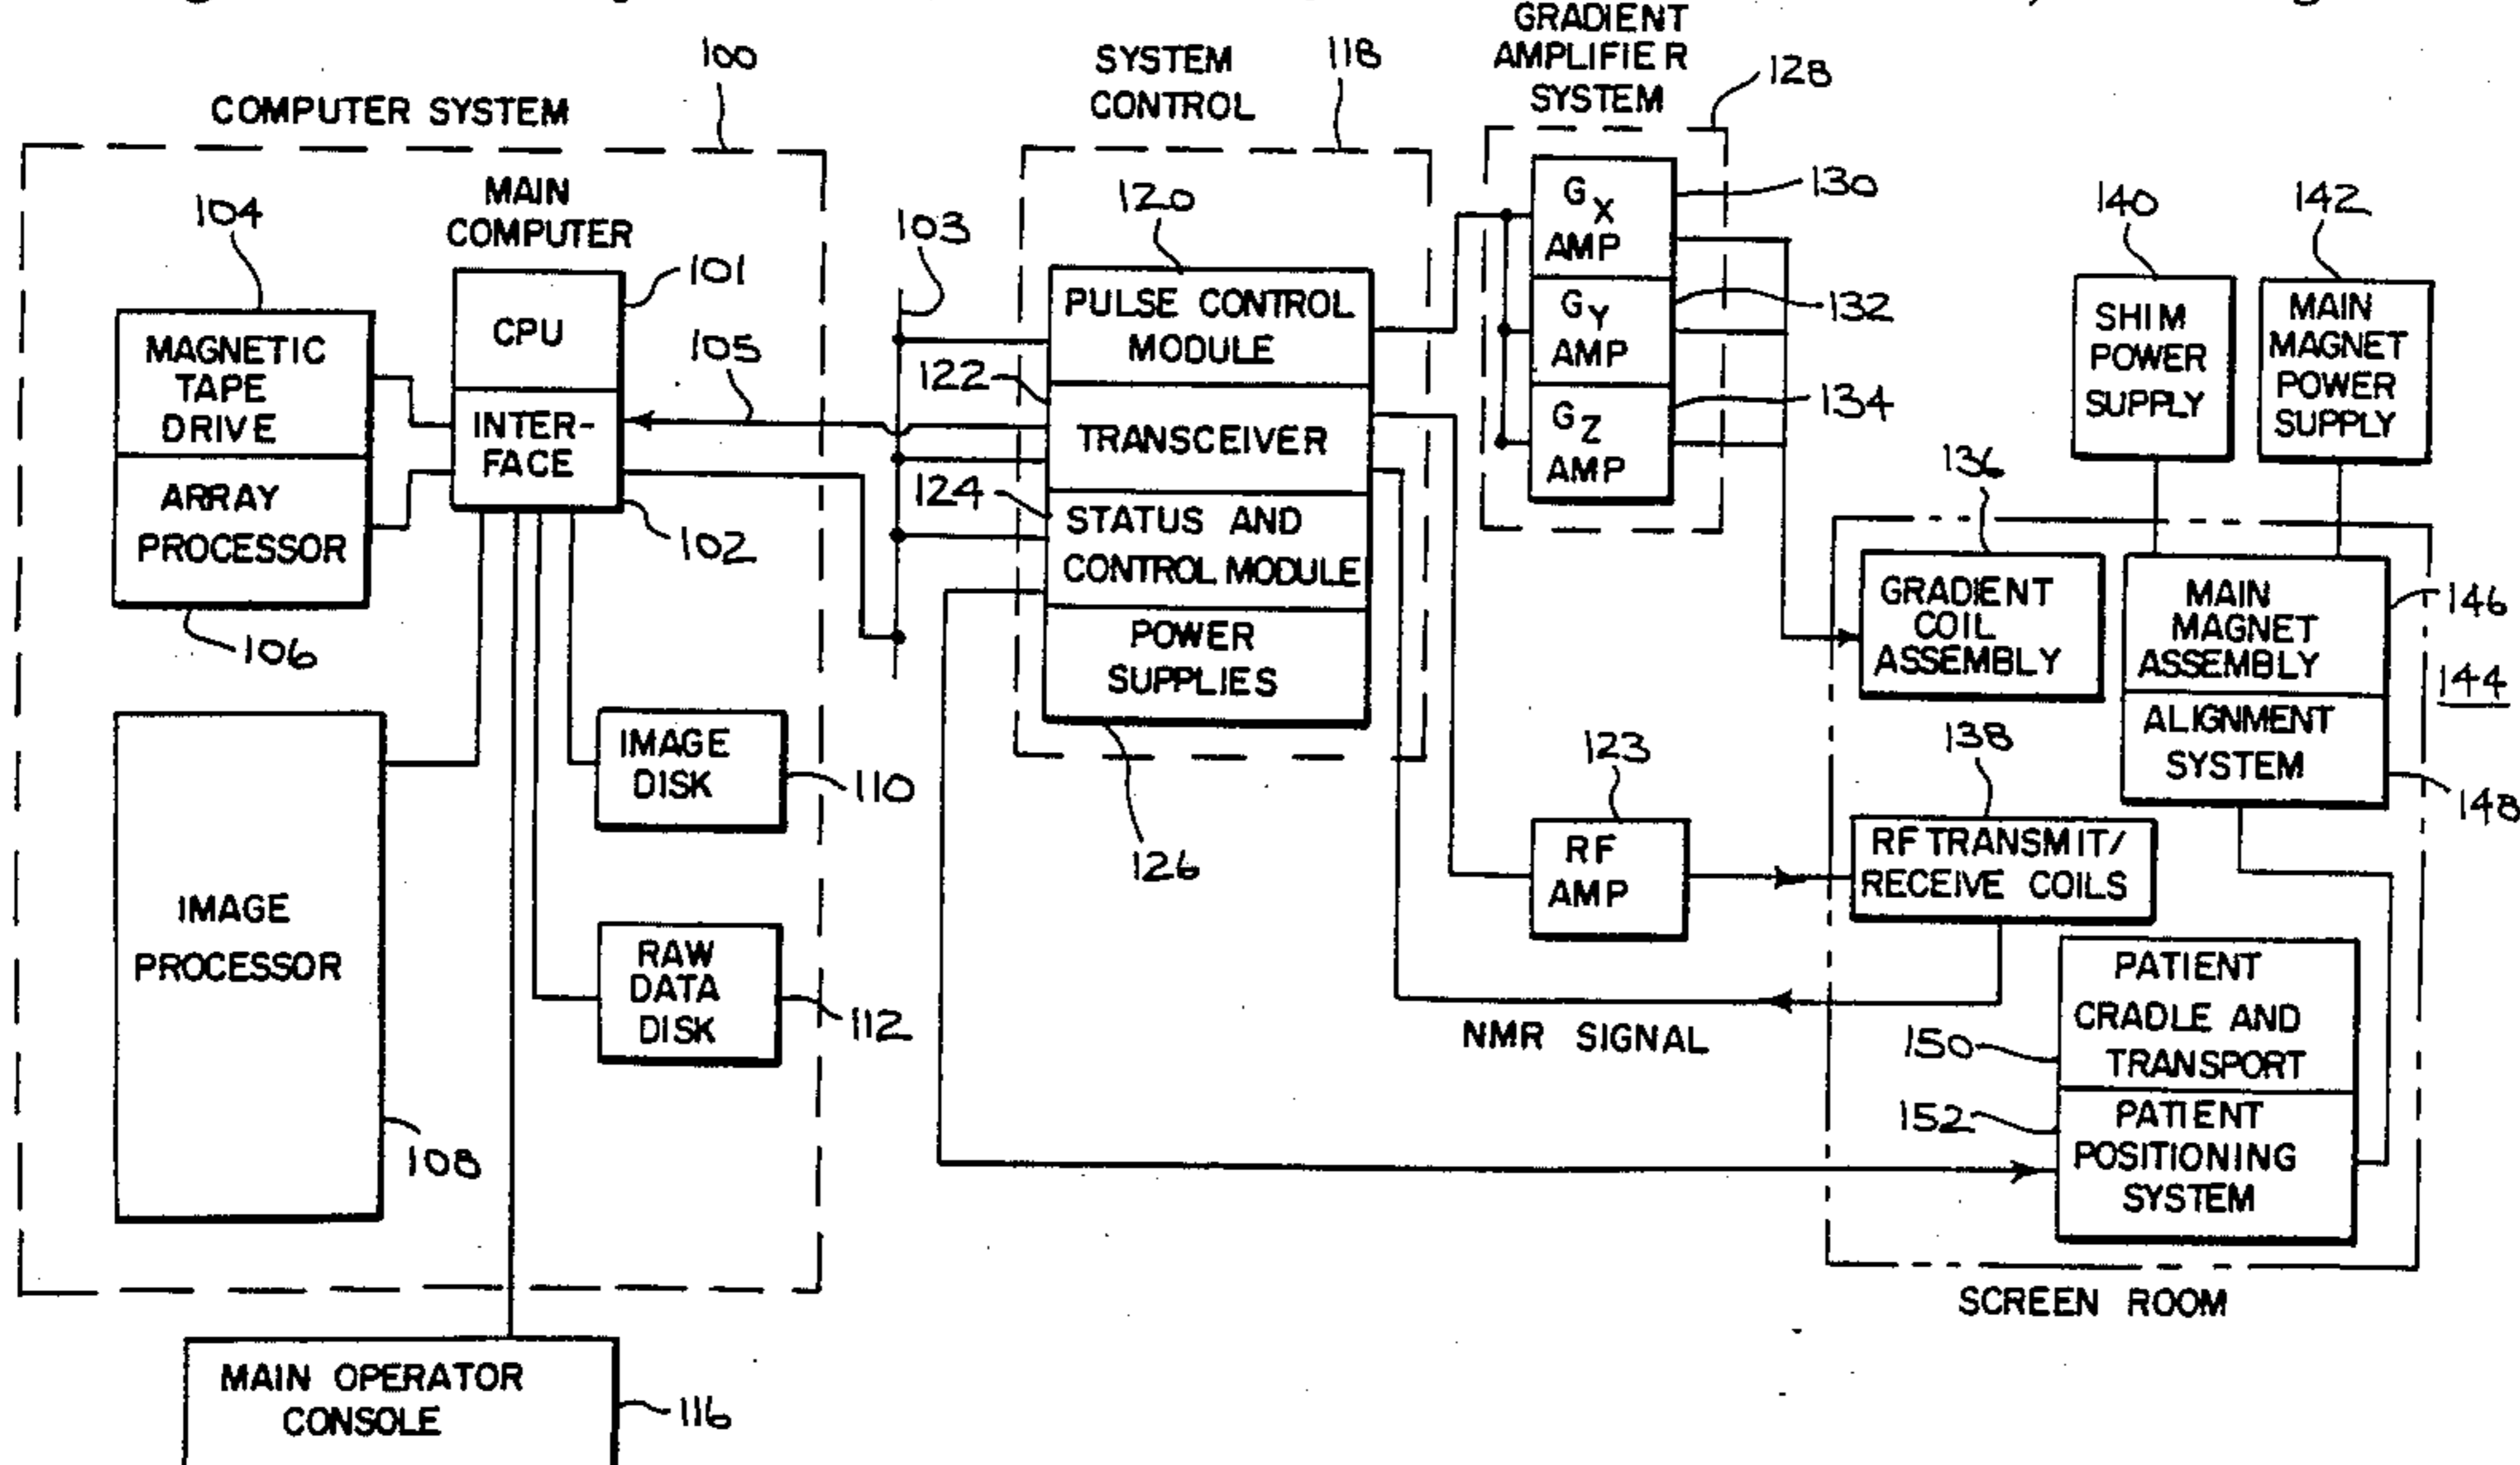 COMPUTER SYSTEM
100
MAIN
COMPUTER
104
101
CPU
MAGNETIC
TAPE
DRIVE
105
INTER-
FACE
ARRAY
PROCESSOR
102
106
IMAGE
DISK
110
IMAGE
PROCESSOR
108
RAW
DATA
DISK
112
MAIN OPERATOR
CONSOLE
116
103
SYSTEM
CONTROL
118
120
PULSE CONTROL
MODULE
122
TRANSCEIVER
124
STATUS AND
CONTROL MODULE
POWER
SUPPLIES
126
GRADIENT
AMPLIFIER
SYSTEM
128
GX
AMP
130
GY
AMP
132
GZ
AMP
134
123
RF
AMP
NMR SIGNAL
140
SHIM
POWER
SUPPLY
142
MAIN
MAGNET
POWER
SUPPLY
136
GRADIENT
COIL
ASSEMBLY
MAIN
MAGNET
ASSEMBLY
146
144
ALIGNMENT
SYSTEM
148
138
RF TRANSMIT/
RECEIVE COILS
PATIENT
CRADLE AND
TRANSPORT
150
152
PATIENT
POSITIONING
SYSTEM
SCREEN ROOM